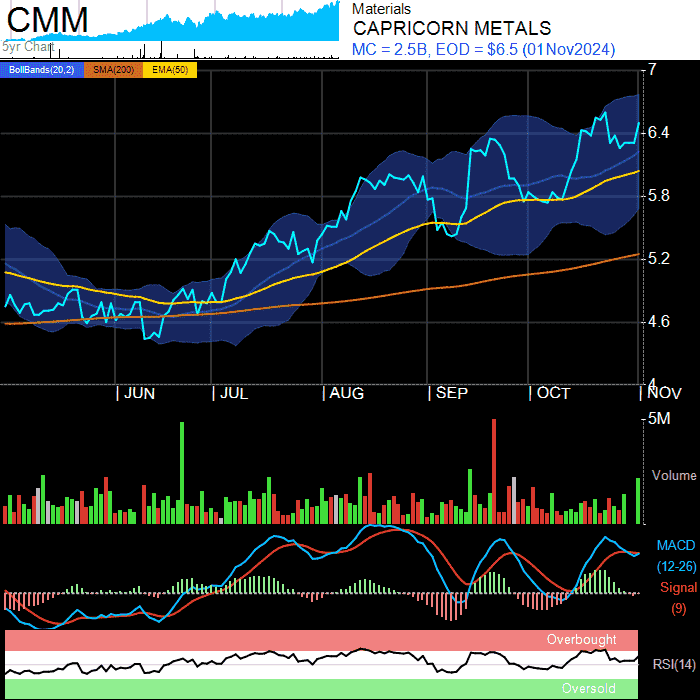 CMM
5yr Chart
Materials
CAPRICORN METALS
MC = 2.5B, EOD = $6.5 (01Nov2024)
BollBands(20,2) SMA(200) EMA(50)
7
6.4
5.8
5.2
4.6
4
JUN JUL AUG SEP OCT NOV
5M
Volume
MACD
(12-26)
Signal
(9)
Overbought
RSI(14)
Oversold